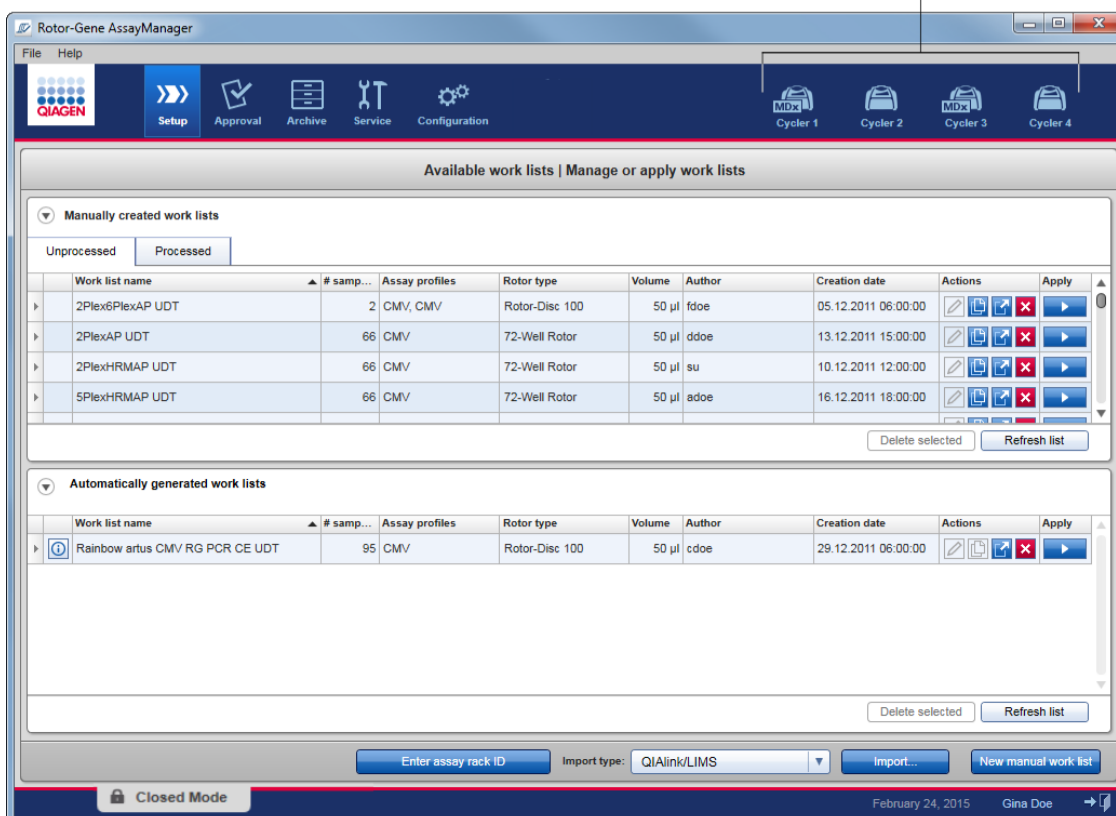 Rotor-Gene AssayManager
File Help
QIAGEN
Setup Approval Archive Service Configuration
MDx MDx
Cycler 1 Cycler 2 Cycler 3 Cycler 4
Available work lists | Manage or apply work lists
Manually created work lists
Unprocessed Processed
Work list name # samp... Assay profiles Rotor type Volume Author Creation date Actions Apply
2Plex6PlexAP UDT 2 CMV, CMV Rotor-Disc 100 50 µl fdoe 05.12.2011 06:00:00
2PlexAP UDT 66 CMV 72-Well Rotor 50 µl ddoe 13.12.2011 15:00:00
2PlexHRMAP UDT 66 CMV 72-Well Rotor 50 µl su 10.12.2011 12:00:00
5PlexHRMAP UDT 66 CMV 72-Well Rotor 50 µl adoe 16.12.2011 18:00:00
Delete selected Refresh list
Automatically generated work lists
Work list name # samp... Assay profiles Rotor type Volume Author Creation date Actions Apply
Rainbow artus CMV RG PCR CE UDT 95 CMV Rotor-Disc 100 50 µl cdoe 29.12.2011 06:00:00
Delete selected Refresh list
Enter assay rack ID Import type: QIAlink/LIMS Import... New manual work list
Closed Mode February 24, 2015 Gina Doe